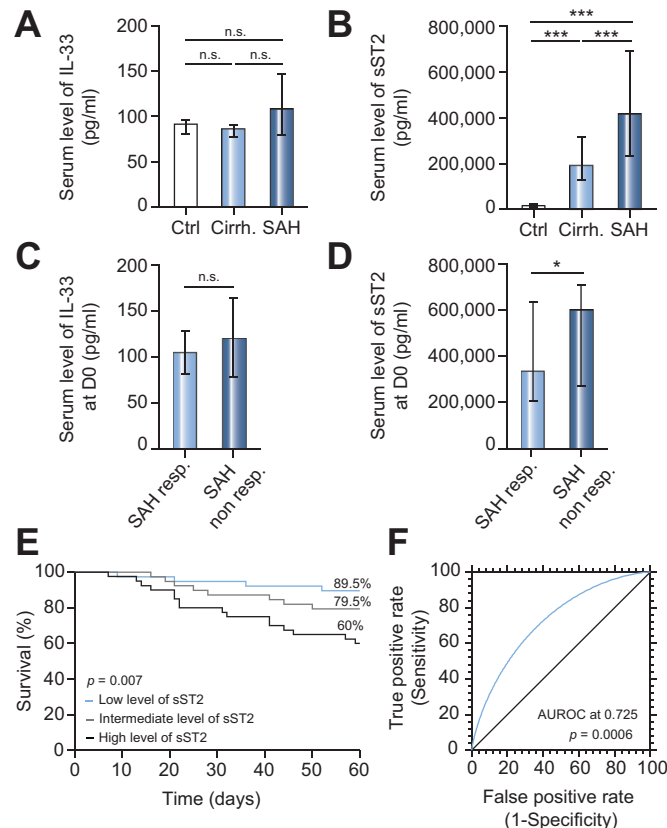 A
Serum level of IL-33
(pg/ml)
200
150
100
50
0
n.s.
n.s.
n.s.
Ctrl
Cirrh.
SAH
B
Serum level of sST2
(pg/ml)
800,000
600,000
400,000
200,000
0
***
***
***
Ctrl
Cirrh.
SAH
C
Serum level of IL-33
at D0 (pg/ml)
200
150
100
50
0
n.s.
SAH resp.
SAH
non resp.
D
Serum level of sST2
at D0 (pg/ml)
800,000
600,000
400,000
200,000
0
*
SAH resp.
SAH
non resp.
E
Survival (%)
100
80
60
40
20
0
89.5%
79.5%
60%
p = 0.007
Low level of sST2
Intermediate level of sST2
High level of sST2
0
10
20
30
40
50
60
Time (days)
F
True positive rate
(Sensitivity)
100
80
60
40
20
0
AUROC at 0.725
p = 0.0006
0
20
40
60
80
100
False positive rate
(1-Specificity)